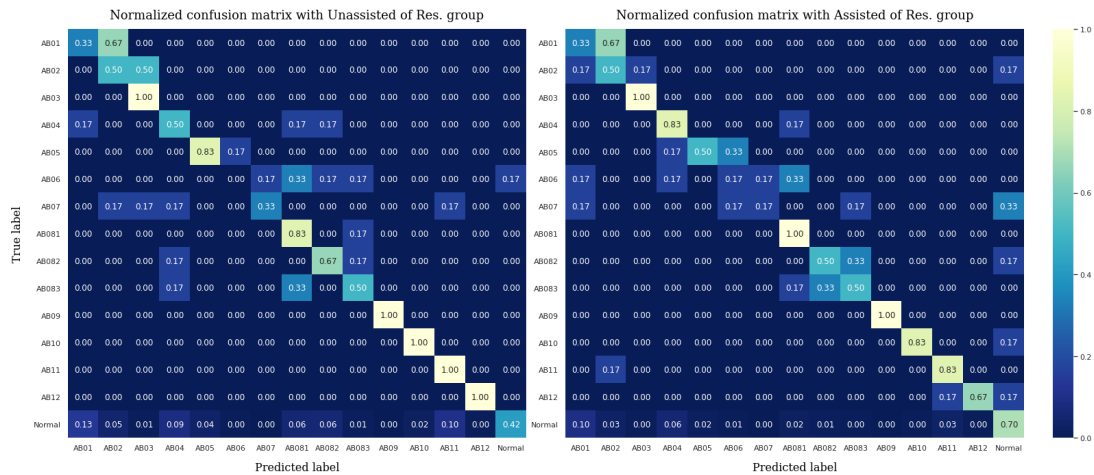 Normalized confusion matrix with Unassisted of Res. group
AB01 0.33 0.67 0.00 0.00 0.00 0.00 0.00 0.00 0.00 0.00 0.00 0.00 0.00 0.00 0.00
AB02 0.00 0.50 0.50 0.00 0.00 0.00 0.00 0.00 0.00 0.00 0.00 0.00 0.00 0.00 0.00
AB03 0.00 0.00 1.00 0.00 0.00 0.00 0.00 0.00 0.00 0.00 0.00 0.00 0.00 0.00 0.00
AB04 0.17 0.00 0.00 0.50 0.00 0.00 0.00 0.17 0.17 0.00 0.00 0.00 0.00 0.00 0.00
AB05 0.00 0.00 0.00 0.00 0.83 0.17 0.00 0.00 0.00 0.00 0.00 0.00 0.00 0.00 0.00
AB06 0.00 0.00 0.00 0.00 0.00 0.00 0.17 0.33 0.17 0.17 0.00 0.00 0.00 0.00 0.17
AB07 0.00 0.17 0.17 0.17 0.00 0.00 0.33 0.00 0.00 0.00 0.00 0.00 0.17 0.00 0.00
AB081 0.00 0.00 0.00 0.00 0.00 0.00 0.00 0.83 0.00 0.17 0.00 0.00 0.00 0.00 0.00
AB082 0.00 0.00 0.00 0.17 0.00 0.00 0.00 0.00 0.67 0.17 0.00 0.00 0.00 0.00 0.00
AB083 0.00 0.00 0.00 0.17 0.00 0.00 0.00 0.33 0.00 0.50 0.00 0.00 0.00 0.00 0.00
AB09 0.00 0.00 0.00 0.00 0.00 0.00 0.00 0.00 0.00 0.00 1.00 0.00 0.00 0.00 0.00
AB10 0.00 0.00 0.00 0.00 0.00 0.00 0.00 0.00 0.00 0.00 0.00 1.00 0.00 0.00 0.00
AB11 0.00 0.00 0.00 0.00 0.00 0.00 0.00 0.00 0.00 0.00 0.00 0.00 1.00 0.00 0.00
AB12 0.00 0.00 0.00 0.00 0.00 0.00 0.00 0.00 0.00 0.00 0.00 0.00 0.00 1.00 0.00
Normal 0.13 0.05 0.01 0.09 0.04 0.00 0.00 0.06 0.06 0.01 0.00 0.02 0.10 0.00 0.42
AB01 AB02 AB03 AB04 AB05 AB06 AB07 AB081 AB082 AB083 AB09 AB10 AB11 AB12 Normal
Predicted label
True label
Normalized confusion matrix with Assisted of Res. group
AB01 0.33 0.67 0.00 0.00 0.00 0.00 0.00 0.00 0.00 0.00 0.00 0.00 0.00 0.00 0.00
AB02 0.17 0.50 0.17 0.00 0.00 0.00 0.00 0.00 0.00 0.00 0.00 0.00 0.00 0.00 0.17
AB03 0.00 0.00 1.00 0.00 0.00 0.00 0.00 0.00 0.00 0.00 0.00 0.00 0.00 0.00 0.00
AB04 0.00 0.00 0.00 0.83 0.00 0.00 0.00 0.17 0.00 0.00 0.00 0.00 0.00 0.00 0.00
AB05 0.00 0.00 0.00 0.17 0.50 0.33 0.00 0.00 0.00 0.00 0.00 0.00 0.00 0.00 0.00
AB06 0.17 0.00 0.00 0.17 0.00 0.17 0.17 0.33 0.00 0.00 0.00 0.00 0.00 0.00 0.00
AB07 0.17 0.00 0.00 0.00 0.00 0.17 0.17 0.00 0.00 0.17 0.00 0.00 0.00 0.00 0.33
AB081 0.00 0.00 0.00 0.00 0.00 0.00 0.00 1.00 0.00 0.00 0.00 0.00 0.00 0.00 0.00
AB082 0.00 0.00 0.00 0.00 0.00 0.00 0.00 0.00 0.50 0.33 0.00 0.00 0.00 0.00 0.17
AB083 0.00 0.00 0.00 0.00 0.00 0.00 0.00 0.17 0.33 0.50 0.00 0.00 0.00 0.00 0.00
AB09 0.00 0.00 0.00 0.00 0.00 0.00 0.00 0.00 0.00 0.00 1.00 0.00 0.00 0.00 0.00
AB10 0.00 0.00 0.00 0.00 0.00 0.00 0.00 0.00 0.00 0.00 0.00 0.83 0.00 0.00 0.17
AB11 0.00 0.17 0.00 0.00 0.00 0.00 0.00 0.00 0.00 0.00 0.00 0.00 0.83 0.00 0.00
AB12 0.00 0.00 0.00 0.00 0.00 0.00 0.00 0.00 0.00 0.00 0.00 0.00 0.17 0.67 0.17
Normal 0.10 0.03 0.00 0.06 0.02 0.01 0.00 0.01 0.02 0.02 0.00 0.00 0.03 0.00 0.70
AB01 AB02 AB03 AB04 AB05 AB06 AB07 AB081 AB082 AB083 AB09 AB10 AB11 AB12 Normal
Predicted label
1.0
0.8
0.6
0.4
0.2
0.0